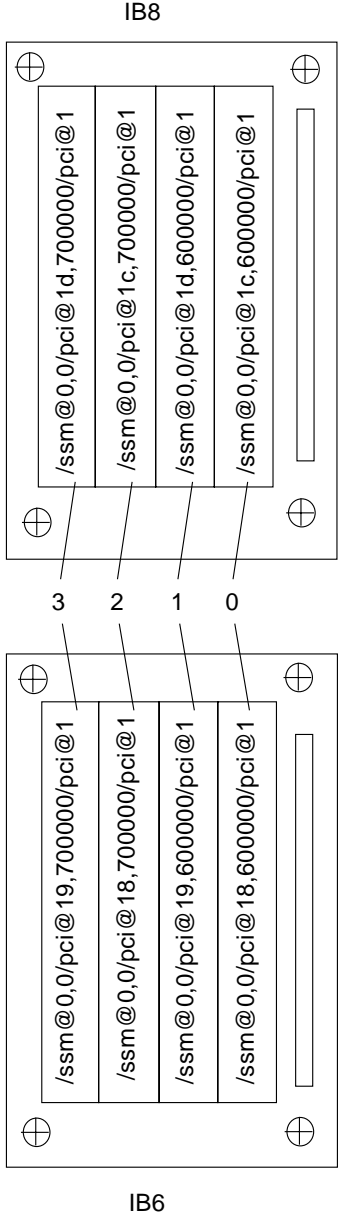 IB8
/ssm@0,0/pci@1d,700000/pci@1
/ssm@0,0/pci@1c,700000/pci@1
/ssm@0,0/pci@1d,600000/pci@1
/ssm@0,0/pci@1c,600000/pci@1
3 2 1 0
/ssm@0,0/pci@19,700000/pci@1
/ssm@0,0/pci@18,700000/pci@1
/ssm@0,0/pci@19,600000/pci@1
/ssm@0,0/pci@18,600000/pci@1
IB6